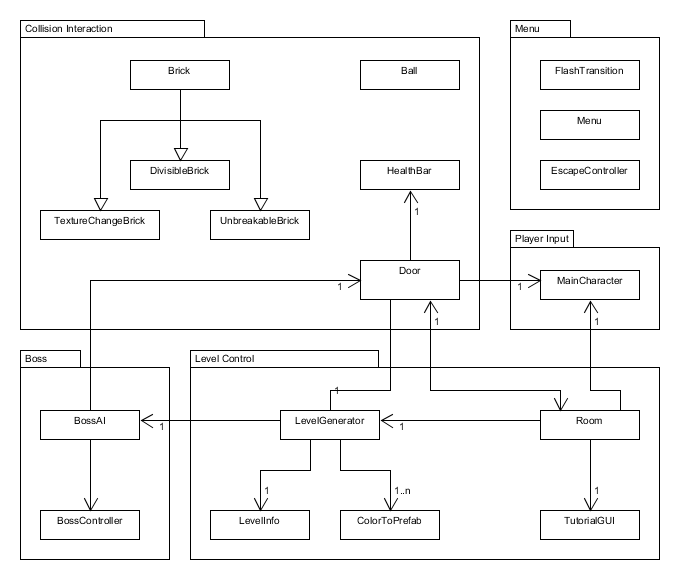 Collision Interaction
Menu
Brick
Ball
FlashTransition
Menu
DivisibleBrick
HealthBar
EscapeController
TextureChangeBrick
UnbreakableBrick
1
Player Input
Door
MainCharacter
1
1
1
1
Boss
Level Control
1
BossAI
LevelGenerator
Room
1
1
1
1..n
1
BossController
LevelInfo
ColorToPrefab
TutorialGUI